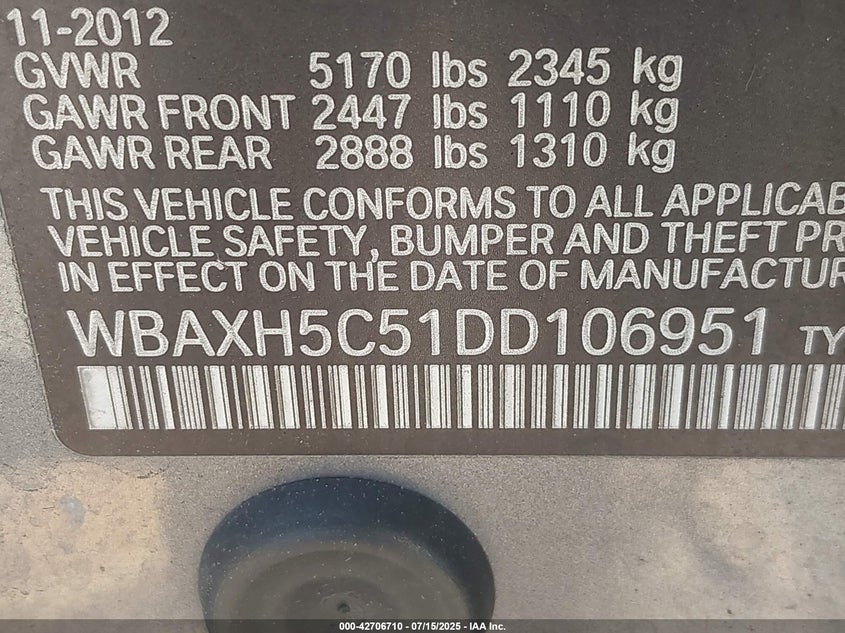 11-2012
GVWR 5170 lbs 2345 kg
GAWR FRONT 2447 lbs 1110 kg
GAWR REAR 2888 lbs 1310 kg
THIS VEHICLE CONFORMS TO ALL APPLICAB
VEHICLE SAFETY, BUMPER AND THEFT PR
IN EFFECT ON THE DATE OF MANUFACTUR
WBAXH5C51DD106951 TY
000-42706710 - 07/15/2025 - IAA Inc.